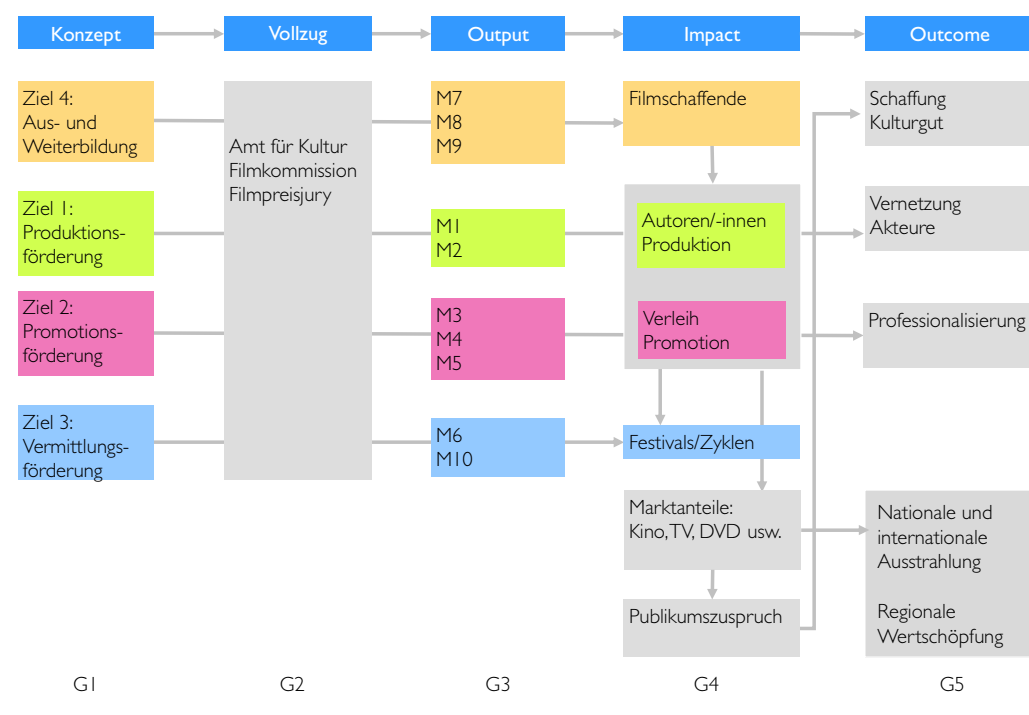 Konzept
Vollzug
Output
Impact
Outcome
Ziel 4:
Aus- und
Weiterbildung
Ziel 1:
Produktions-
förderung
Ziel 2:
Promotions-
förderung
Ziel 3:
Vermittlungs-
förderung
Amt für Kultur
Filmkommission
Filmpreisjury
M7
M8
M9
M1
M2
M3
M4
M5
M6
M10
Filmschaffende
Autoren/-innen
Produktion
Verleih
Promotion
Festivals/Zyklen
Marktanteile:
Kino, TV, DVD usw.
Publikumszuspruch
Schaffung
Kulturgut
Vernetzung
Akteure
Professionalisierung
Nationale und
internationale
Ausstrahlung
Regionale
Wertschöpfung
G1
G2
G3
G4
G5